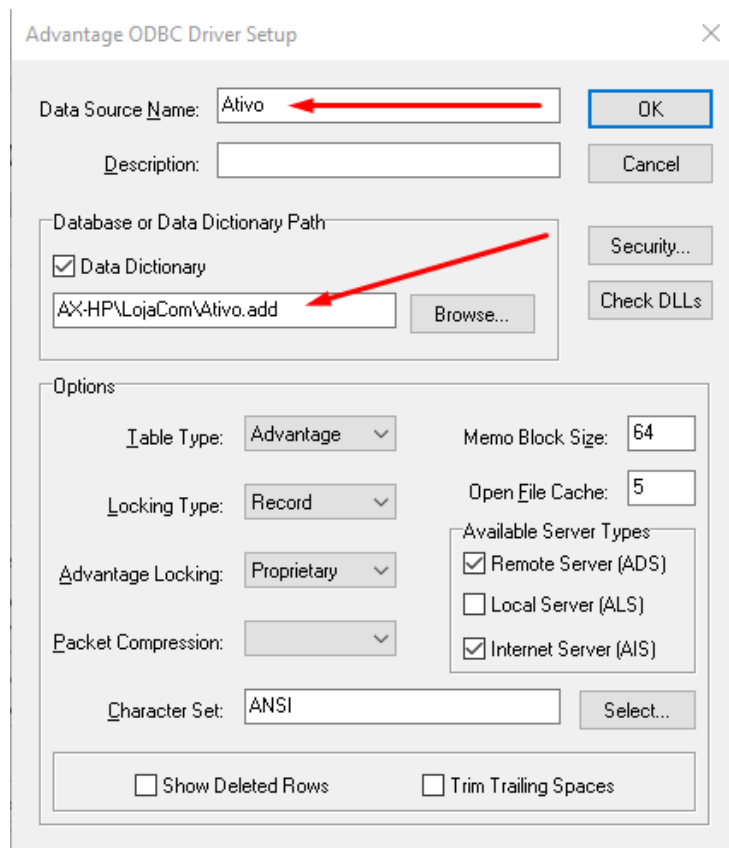 Advantage ODBC Driver Setup
Data Source Name: Ativo OK
Description: Cancel
Database or Data Dictionary Path
Security...
Data Dictionary
AX-HP\LojaCom\Ativo.add Browse... Check DLLs
Options
Table Type: Advantage Memo Block Size: 64
Locking Type: Record Open File Cache: 5
Available Server Types
Advantage Locking: Proprietary Remote Server (ADS)
Local Server (ALS)
Packet Compression: Internet Server (AIS)
Character Set: ANSI Select...
Show Deleted Rows Trim Trailing Spaces